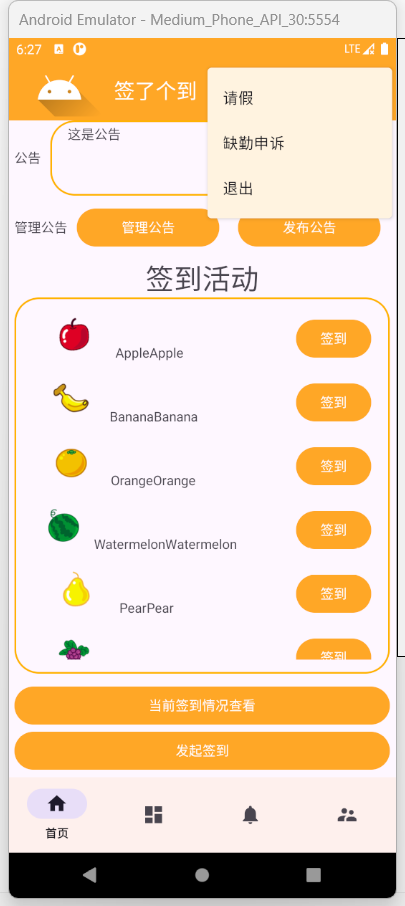 Android Emulator - Medium_Phone_API_30:5554
6:27
LTE
签了个到
请假
缺勤申诉
退出
公告
这是公告
管理公告
管理公告
发布公告
签到活动
AppleApple
签到
BananaBanana
签到
OrangeOrange
签到
WatermelonWatermelon
签到
PearPear
签到
签到
当前签到情况查看
发起签到
首页